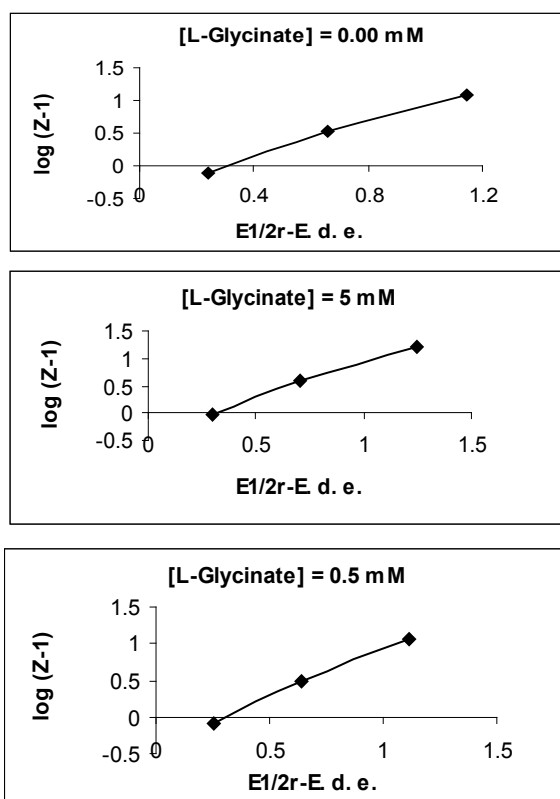 [L-Glycinate] = 0.00 mM
1.5
1
0.5
0
-0.5
0 0.4 0.8 1.2
log (Z-1)
E1/2r-E. d. e.
[L-Glycinate] = 5 mM
1.5
1
0.5
0
-0.5
0 0.5 1 1.5
log (Z-1)
E1/2r-E. d. e.
[L-Glycinate] = 0.5 mM
1.5
1
0.5
0
-0.5
0 0.5 1 1.5
log (Z-1)
E1/2r-E. d. e.